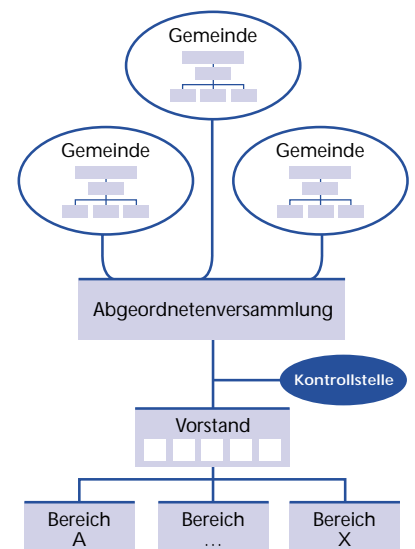 Gemeinde
Gemeinde
Gemeinde
Abgeordnetenversammlung
Kontrollstelle
Vorstand
Bereich
A
Bereich
...
Bereich
X